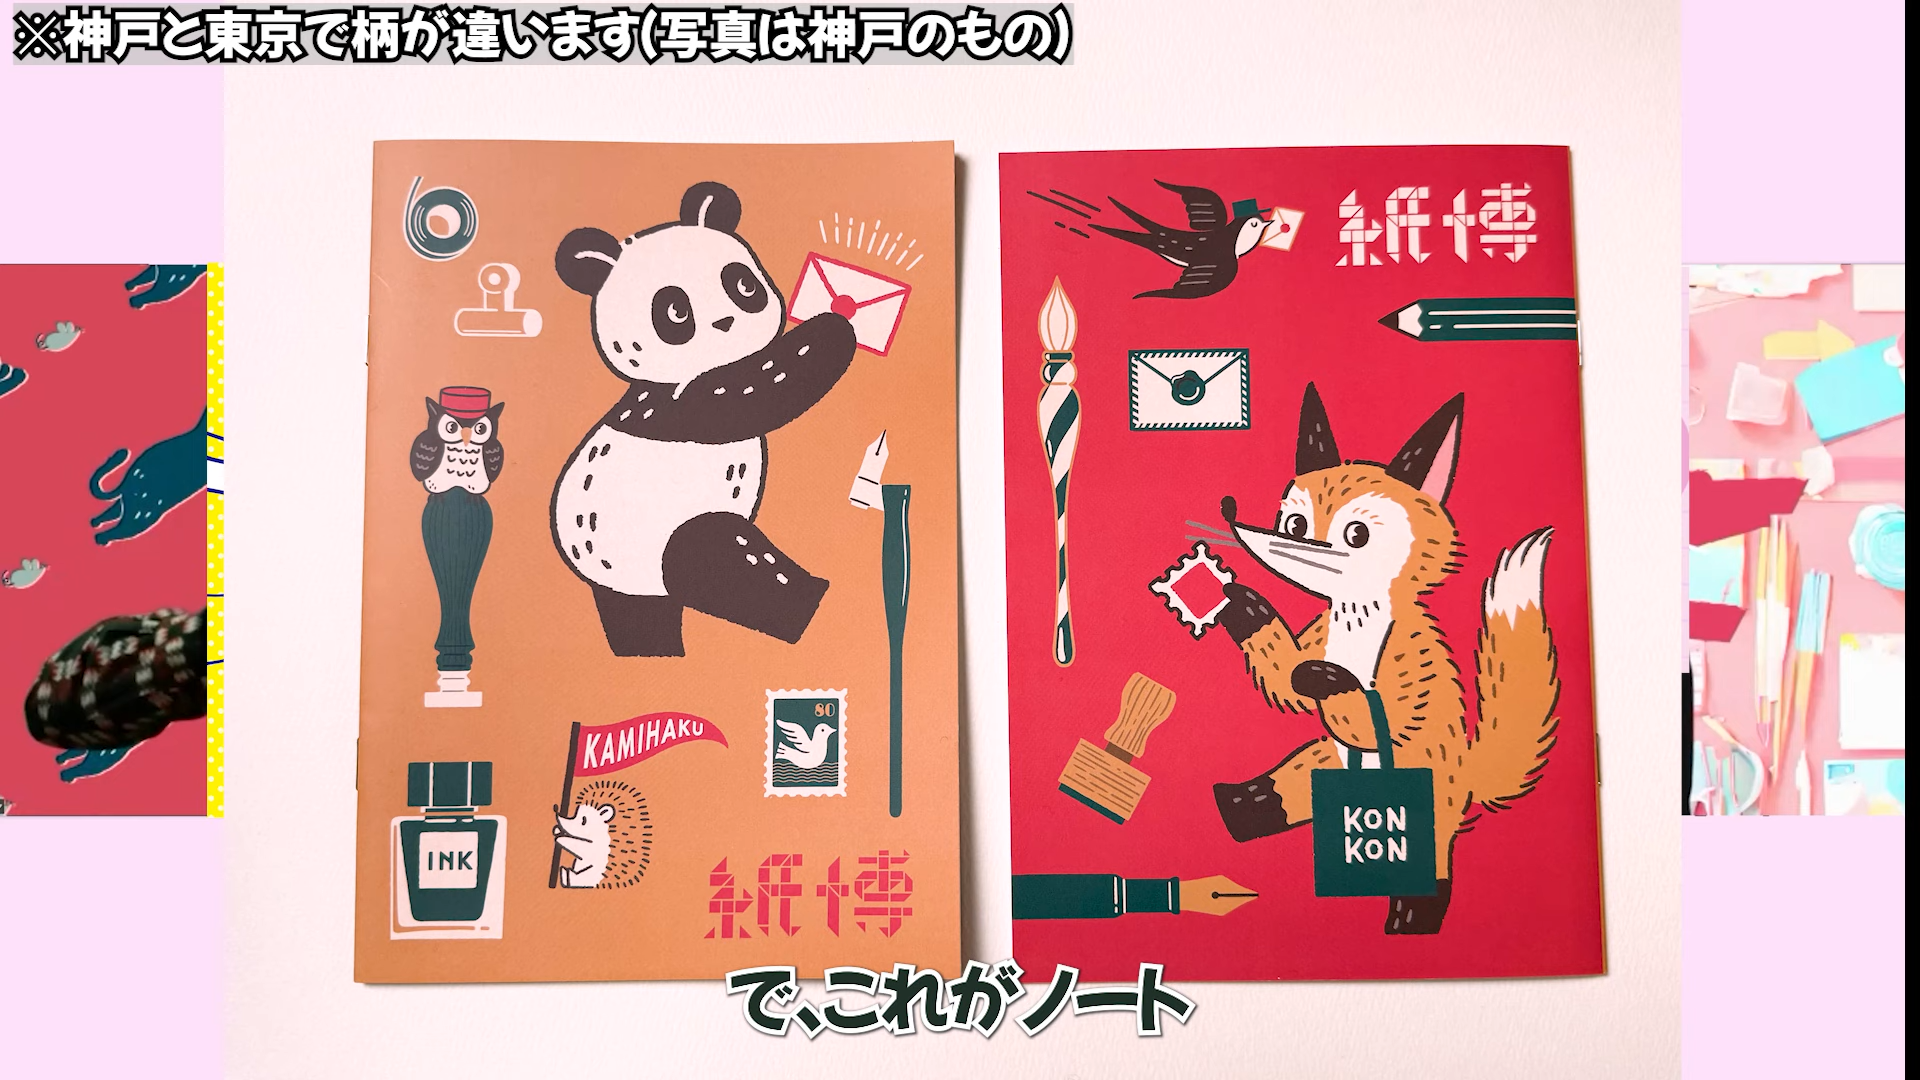 ※神戸と東京で柄が違います(写真は神戸のもの)
紙博
80
KAMIHAKU
INK
紙博
KON
KON
で、これがノート